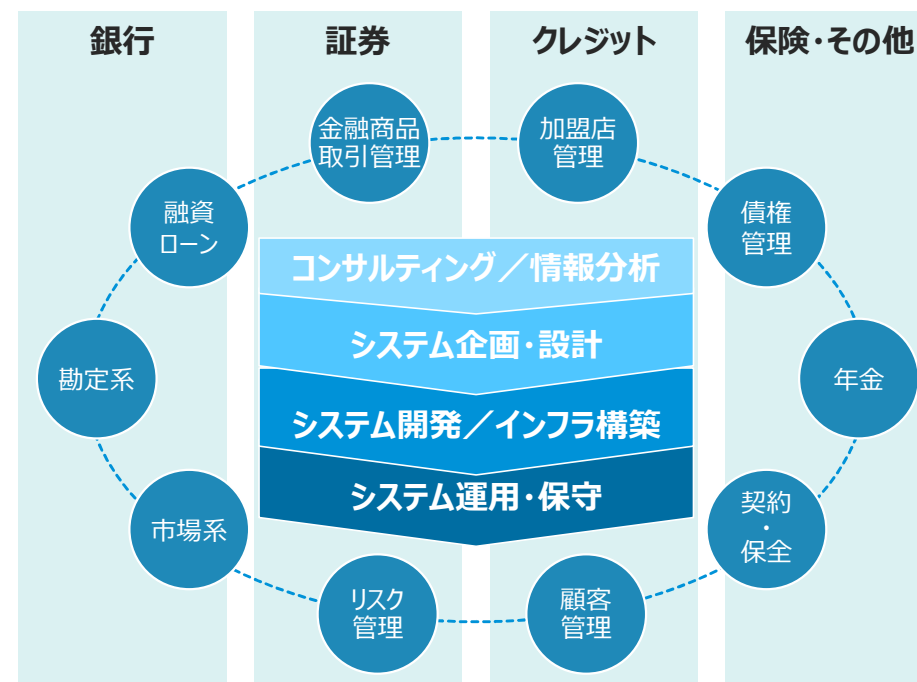 銀行
証券
クレジット
保険・その他
金融商品
取引管理
加盟店
管理
融資
ローン
債権
管理
コンサルティング／情報分析
システム企画・設計
勘定系
年金
システム開発／インフラ構築
システム運用・保守
市場系
契約
・
保全
リスク
管理
顧客
管理